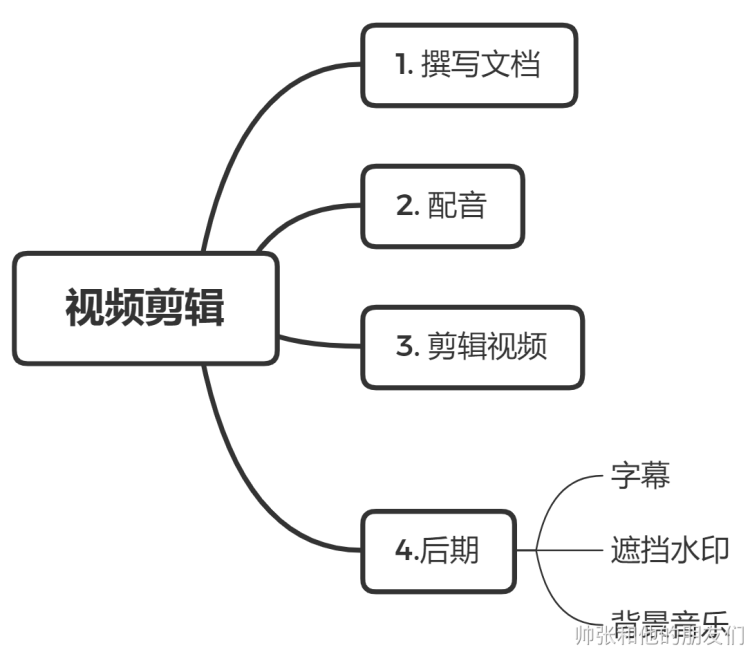 1. 撰写文档
2. 配音
视频剪辑
3. 剪辑视频
4.后期
字幕
遮挡水印
背景音乐
帅张和他的朋友们